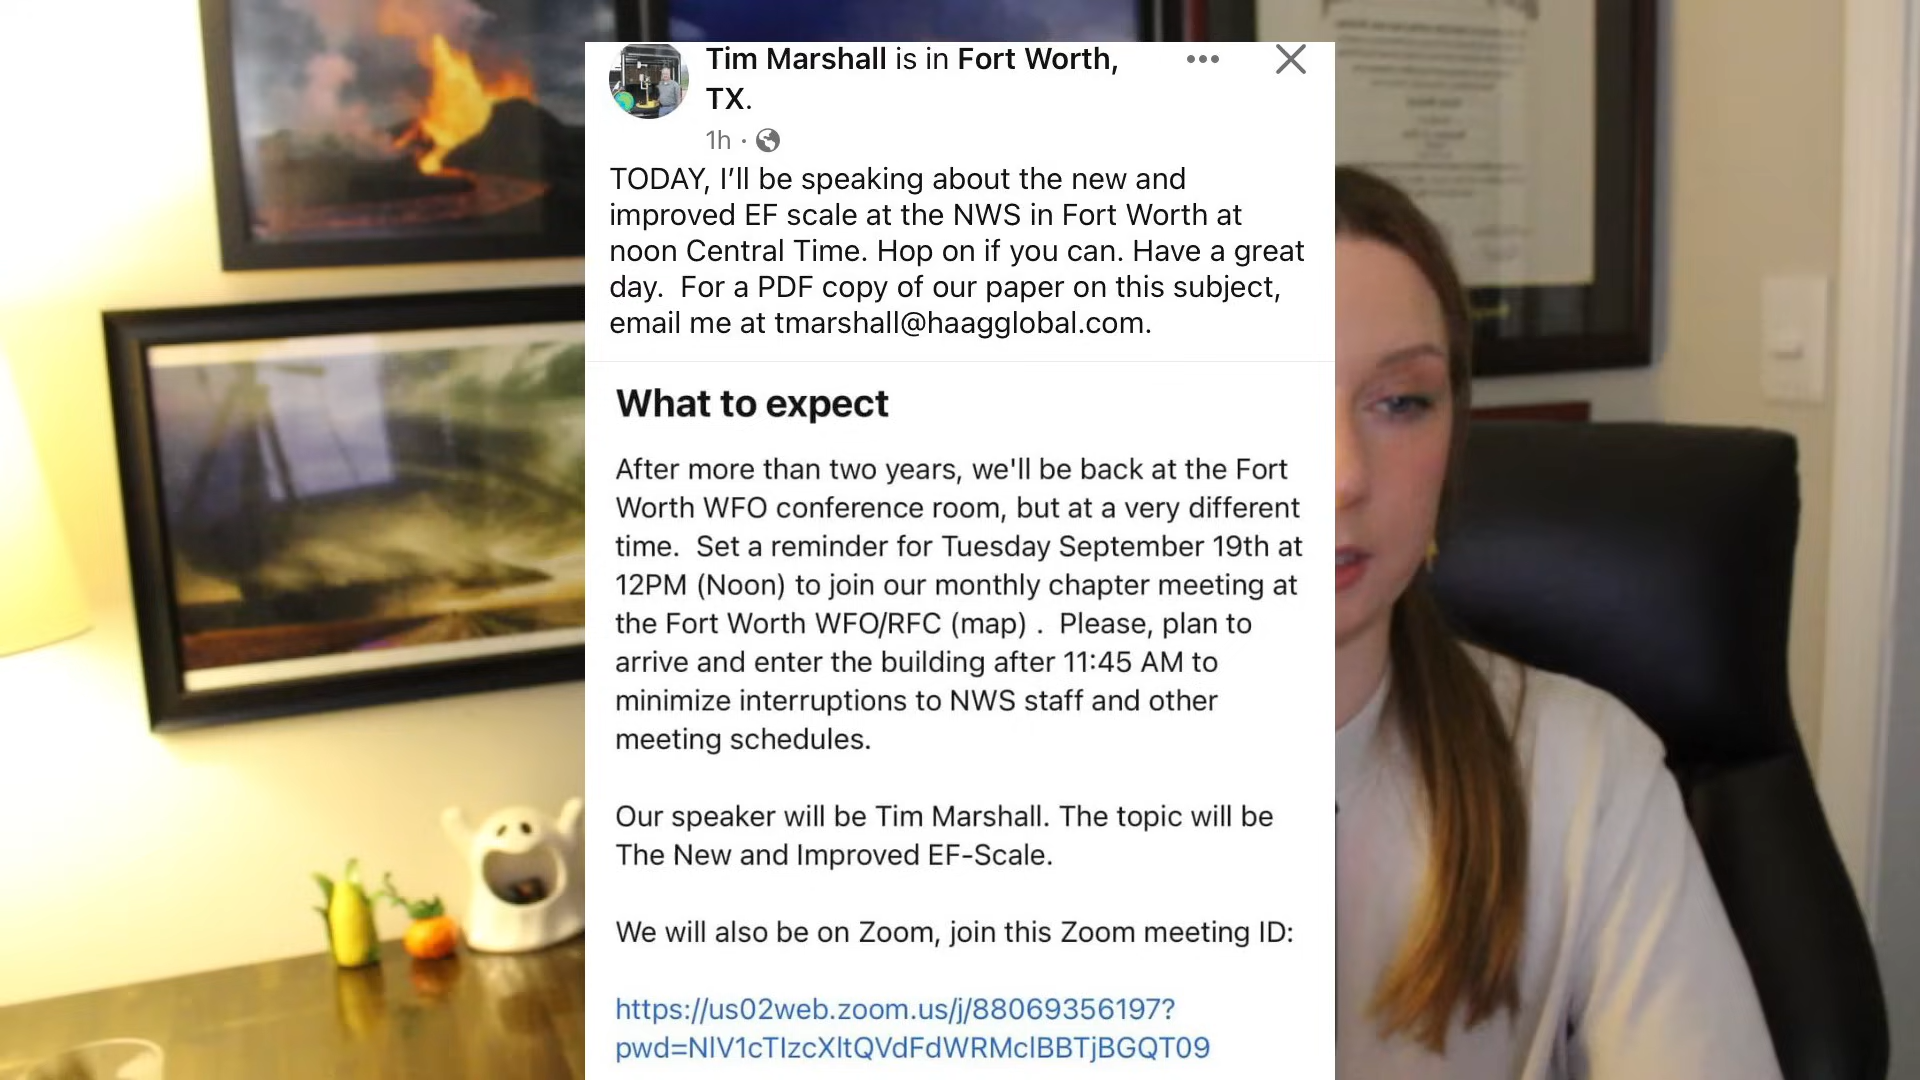 Tim Marshall is in Fort Worth,
TX.
1h ·
TODAY, I’ll be speaking about the new and
improved EF scale at the NWS in Fort Worth at
noon Central Time. Hop on if you can. Have a great
day.  For a PDF copy of our paper on this subject,
email me at tmarshall@haagglobal.com.
What to expect
After more than two years, we'll be back at the Fort
Worth WFO conference room, but at a very different
time.  Set a reminder for Tuesday September 19th at
12PM (Noon) to join our monthly chapter meeting at
the Fort Worth WFO/RFC (map) .  Please, plan to
arrive and enter the building after 11:45 AM to
minimize interruptions to NWS staff and other
meeting schedules.
Our speaker will be Tim Marshall. The topic will be
The New and Improved EF-Scale.
We will also be on Zoom, join this Zoom meeting ID:
https://us02web.zoom.us/j/88069356197?
pwd=NlV1cTIzcXltQVdFdWRMclBBTjBGQT09